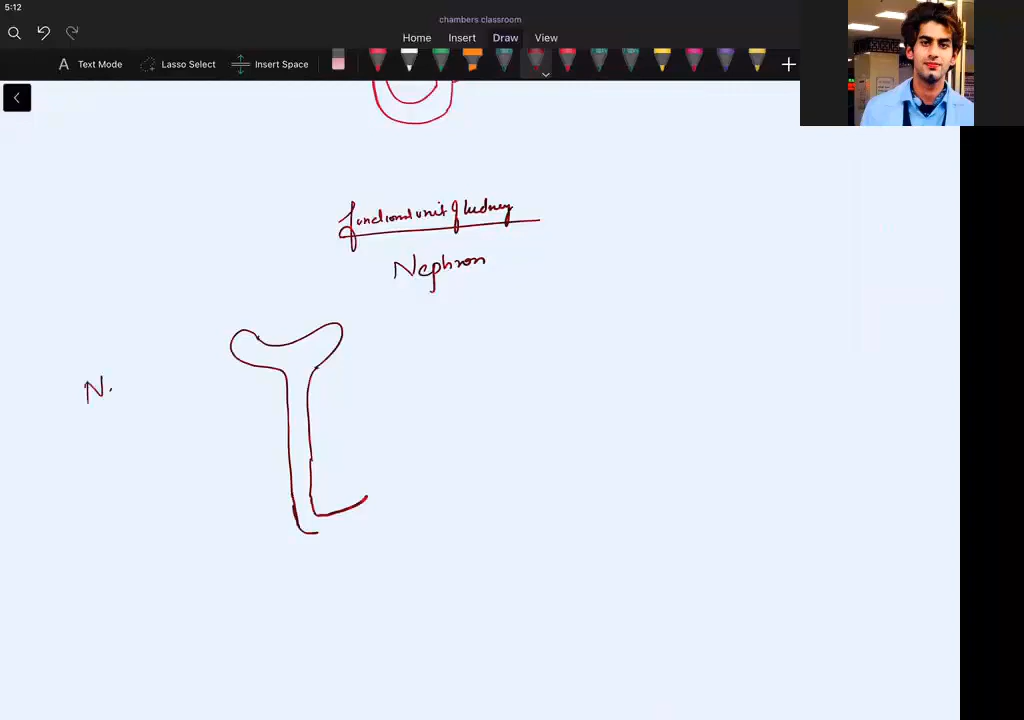 5:12
chambers classroom
Home Insert Draw View
Text Mode Lasso Select Insert Space
functional unit of kidney
Nephron
N.